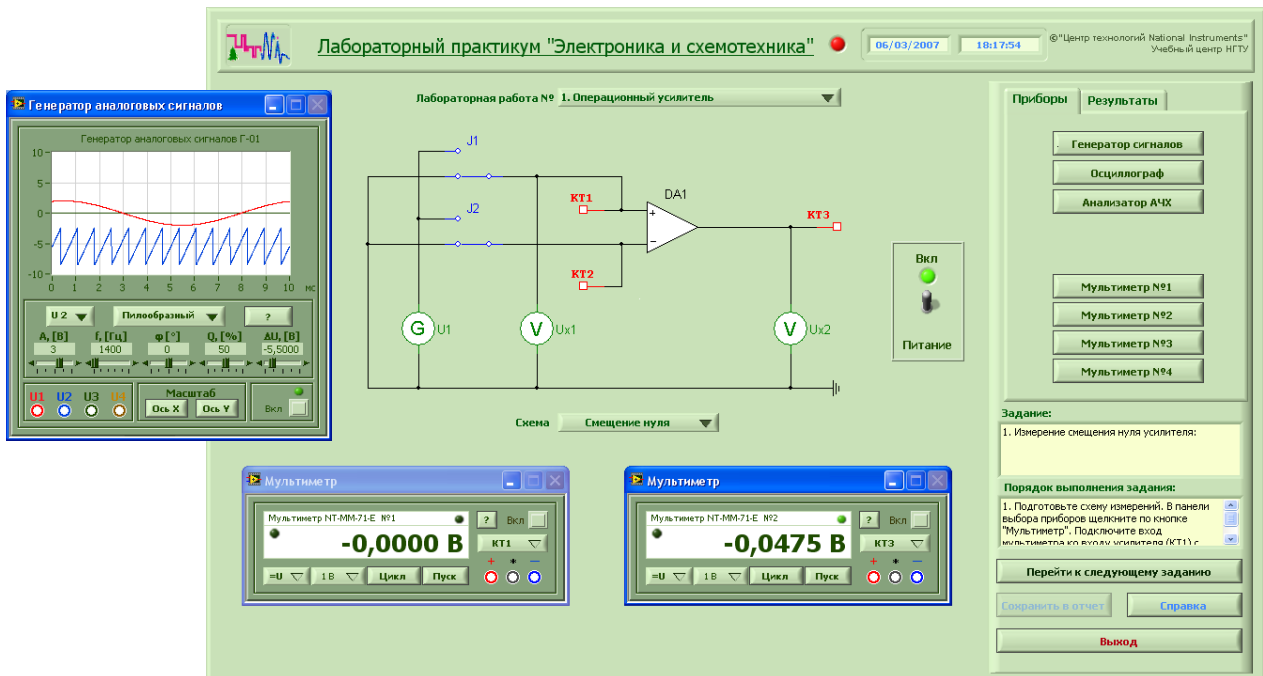 Лабораторный практикум "Электроника и схемотехника"
06/03/2007
18:17:54
©"Центр технологий National Instruments"
Учебный центр НГТУ
Лабораторная работа № 1. Операционный усилитель
Генератор аналоговых сигналов
Генератор аналоговых сигналов Г-01
10
5
0
-5
-10
0 1 2 3 4 5 6 7 8 9 10 мс
U 2 Пилообразный ?
A, [В] f, [Гц] φ [°] Q, [%] ΔU, [В]
3 1400 0 50 -5,5000
U1 U2 U3 U4
Масштаб
Ось X Ось Y
Вкл
J1
J2
КТ1
КТ2
DA1
+
−
КТ3
G U1
V Ux1
V Ux2
Вкл
Питание
Схема Смещение нуля
Мультиметр
Мультиметр NT-MM-71-E №1
? Вкл
-0,0000 В
КТ1
+ * −
=U 1 В Цикл Пуск
Мультиметр
Мультиметр NT-MM-71-E №2
? Вкл
-0,0475 В
КТ3
+ * −
=U 1 В Цикл Пуск
Приборы Результаты
Генератор сигналов
Осциллограф
Анализатор АЧХ
Мультиметр №1
Мультиметр №2
Мультиметр №3
Мультиметр №4
Задание:
1. Измерение смещения нуля усилителя:
Порядок выполнения задания:
1. Подготовьте схему измерений. В панели
выбора приборов щелкните по кнопке
"Мультиметр". Подключите вход
мультиметра ко входу усилителя (КТ1) с
Перейти к следующему заданию
Сохранить в отчет
Справка
Выход